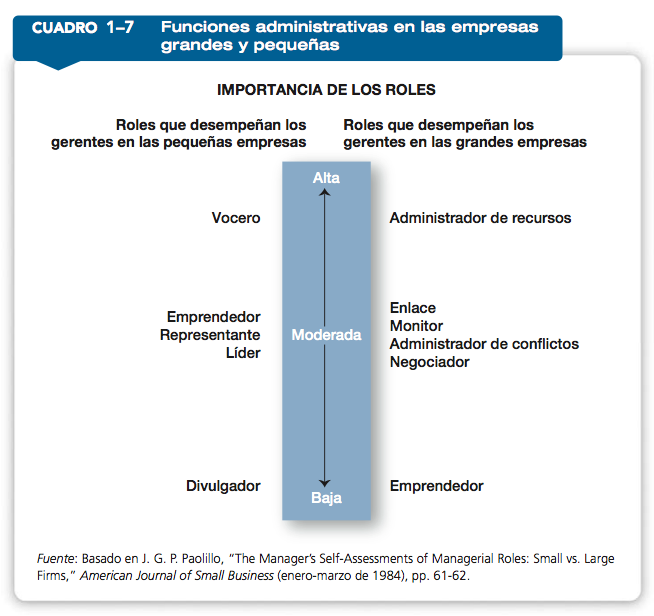 CUADRO 1–7 Funciones administrativas en las empresas
grandes y pequeñas
IMPORTANCIA DE LOS ROLES
Roles que desempeñan los
gerentes en las pequeñas empresas
Roles que desempeñan los
gerentes en las grandes empresas
Alta
Vocero
Administrador de recursos
Emprendedor
Representante
Líder
Moderada
Enlace
Monitor
Administrador de conflictos
Negociador
Divulgador
Emprendedor
Baja
Fuente: Basado en J. G. P. Paolillo, “The Manager’s Self-Assessments of Managerial Roles: Small vs. Large
Firms,” American Journal of Small Business (enero-marzo de 1984), pp. 61-62.